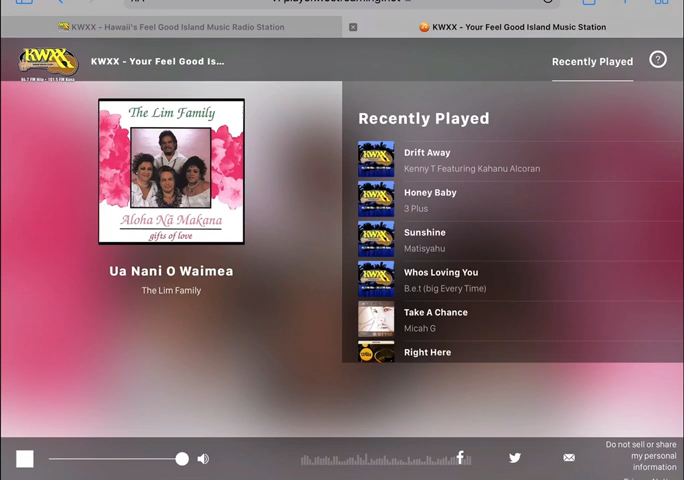 KWXX - Hawaii's Feel Good Island Music Radio Station
KWXX - Your Feel Good Island Music Station
KWXX
KWXX - Your Feel Good Is...
Recently Played
?
The Lim Family
Aloha Nā Makana
gifts of love
Ua Nani O Waimea
The Lim Family
Recently Played
Drift Away
Kenny T Featuring Kahanu Alcoran
Honey Baby
3 Plus
Sunshine
Matisyahu
Whos Loving You
B.e.t (big Every Time)
Take A Chance
Micah G
Right Here
Do not sell or share
my personal
information